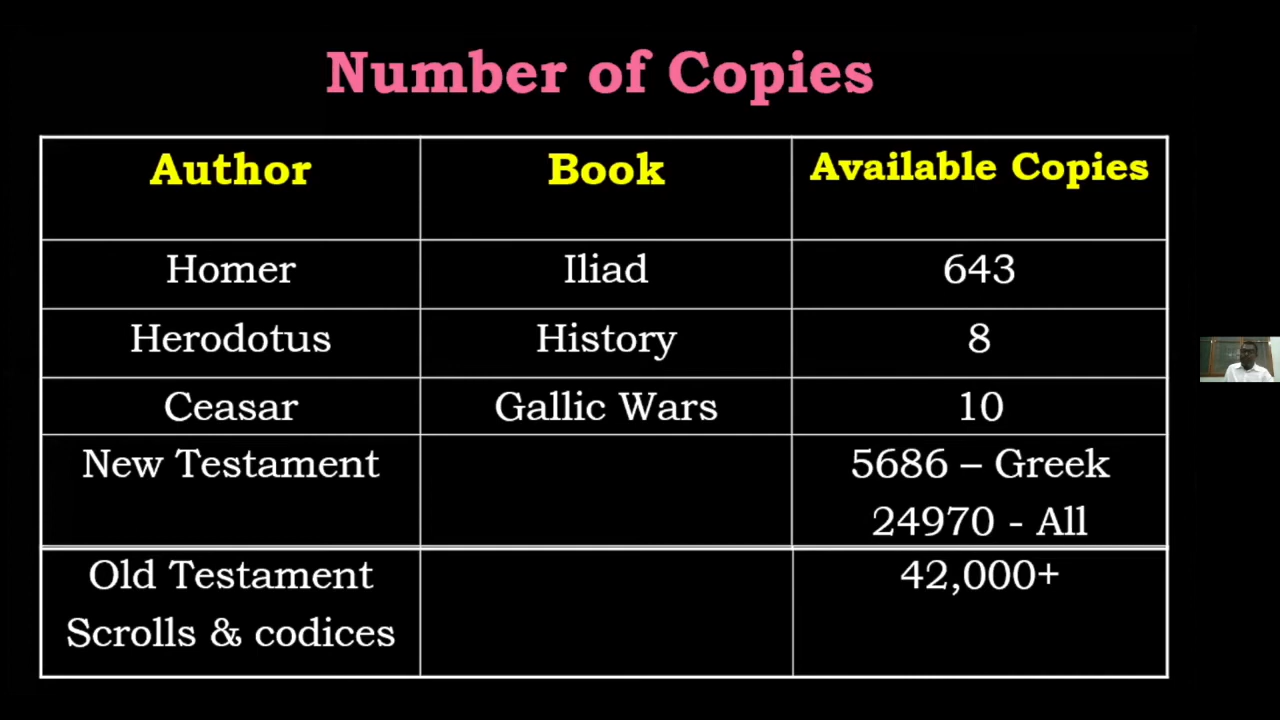 Number of Copies
Author Book Available Copies
Homer Iliad 643
Herodotus History 8
Ceasar Gallic Wars 10
New Testament 5686 – Greek
24970 - All
Old Testament 42,000+
Scrolls & codices